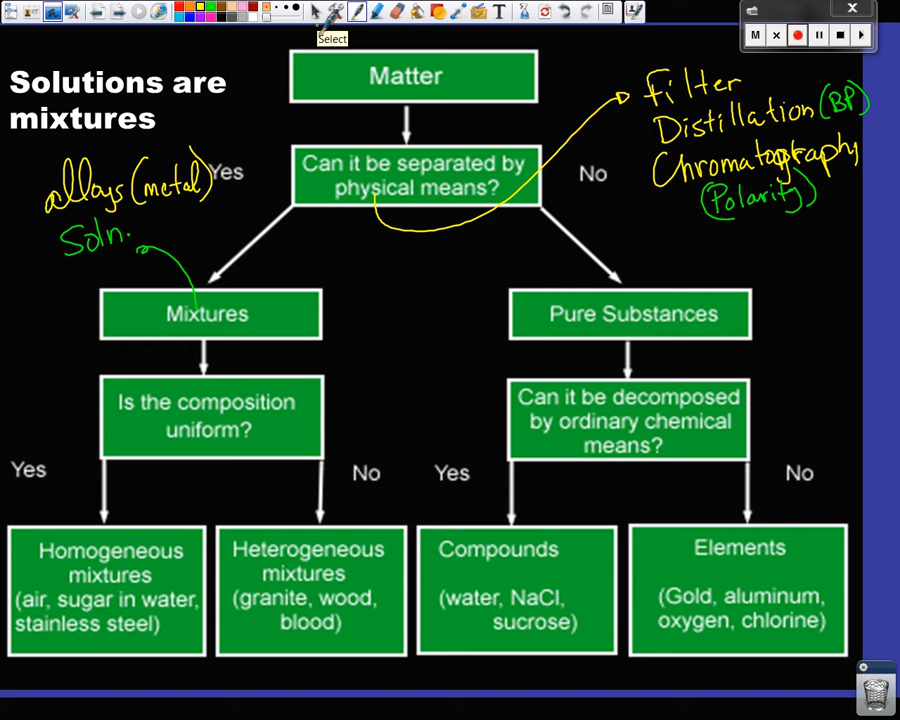 Select
M
Solutions are
mixtures
Matter
Filter
Distillation (BP)
Chromatography
(Polarity)
alloys (metal)
Soln.
Yes
Can it be separated by
physical means?
No
Mixtures
Pure Substances
Is the composition
uniform?
Can it be decomposed
by ordinary chemical
means?
Yes
No
Yes
No
Homogeneous
mixtures
(air, sugar in water,
stainless steel)
Heterogeneous
mixtures
(granite, wood,
blood)
Compounds
(water, NaCl,
sucrose)
Elements
(Gold, aluminum,
oxygen, chlorine)